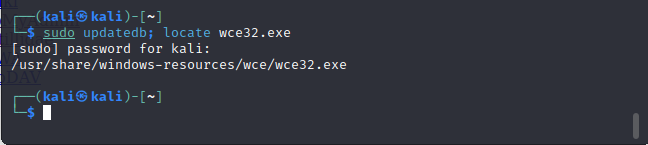 ┌──(kali㉿kali)-[~]
└─$ sudo updatedb; locate wce32.exe
[sudo] password for kali:
/usr/share/windows-resources/wce/wce32.exe
┌──(kali㉿kali)-[~]
└─$